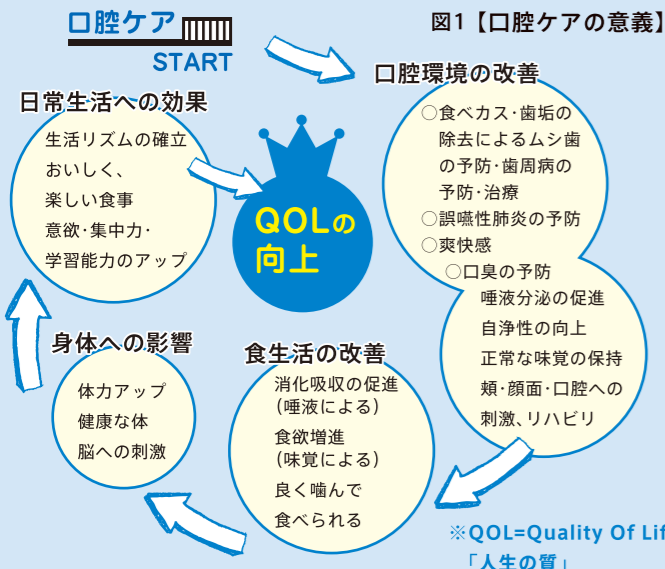 口腔ケア
START
図1【口腔ケアの意義】
口腔環境の改善
○食べカス・歯垢の
除去によるムシ歯
の予防・歯周病の
予防・治療
○誤嚥性肺炎の予防
○爽快感
○口臭の予防
唾液分泌の促進
自浄性の向上
正常な味覚の保持
頬・顔面・口腔への
刺激、リハビリ
食生活の改善
消化吸収の促進
(唾液による)
食欲増進
(味覚による)
良く噛んで
食べられる
身体への影響
体力アップ
健康な体
脳への刺激
日常生活への効果
生活リズムの確立
おいしく、
楽しい食事
意欲・集中力・
学習能力のアップ
QOLの
向上
※QOL=Quality Of Lif
「人生の質」